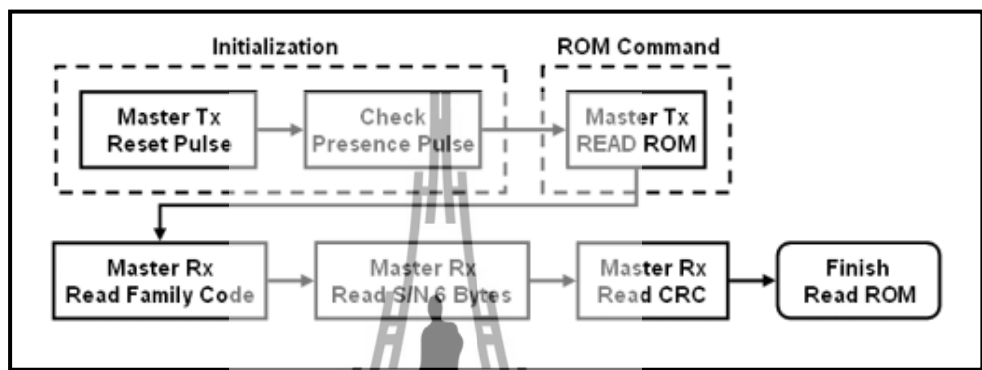 Initialization
ROM Command
Master Tx
Reset Pulse
Check
Presence Pulse
Master Tx
READ ROM
Master Rx
Read Family Code
Master Rx
Read S/N 6 Bytes
Master Rx
Read CRC
Finish
Read ROM